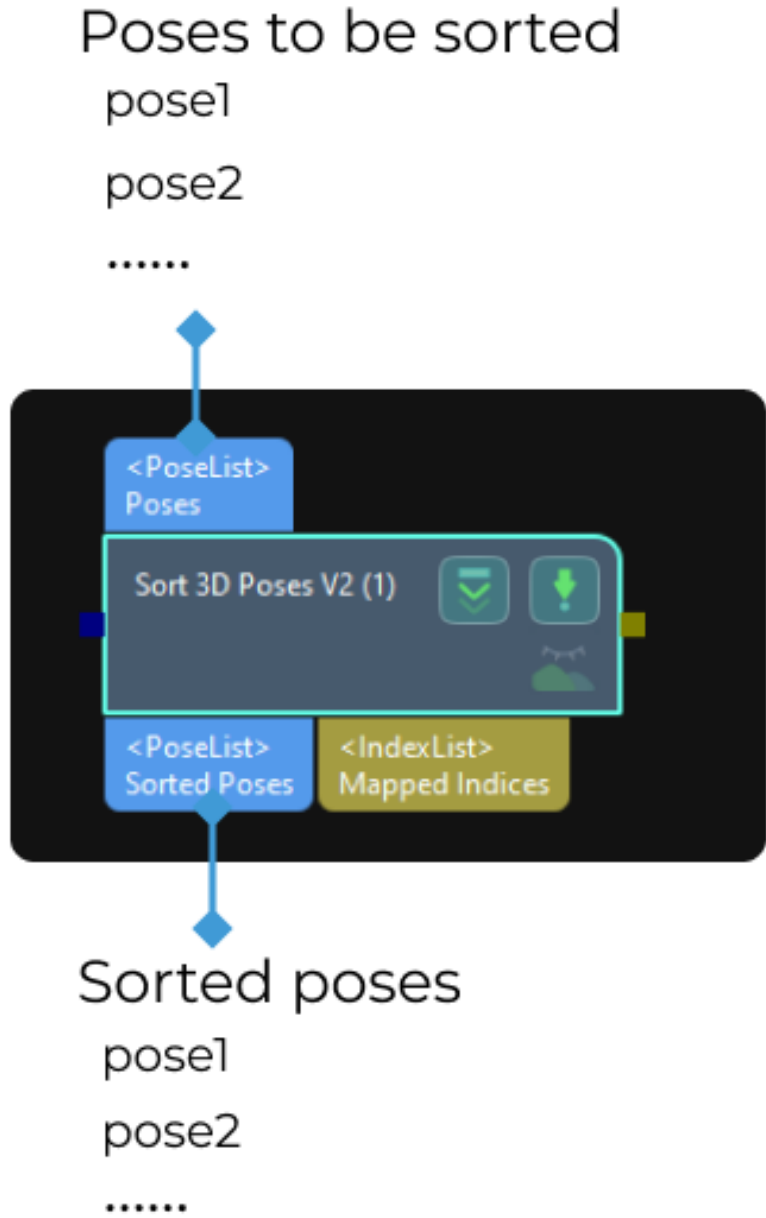 Poses to be sorted
pose1
pose2
......
<PoseList>
Poses
Sort 3D Poses V2 (1)
<PoseList>
Sorted Poses
<IndexList>
Mapped Indices
Sorted poses
pose1
pose2
......